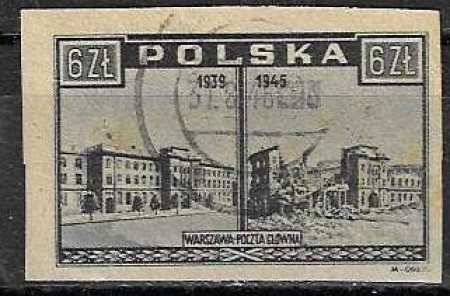 6 ZŁ POLSKA 6 ZŁ
1939 1945
WARSZAWA-POCZTA GŁÓWNA